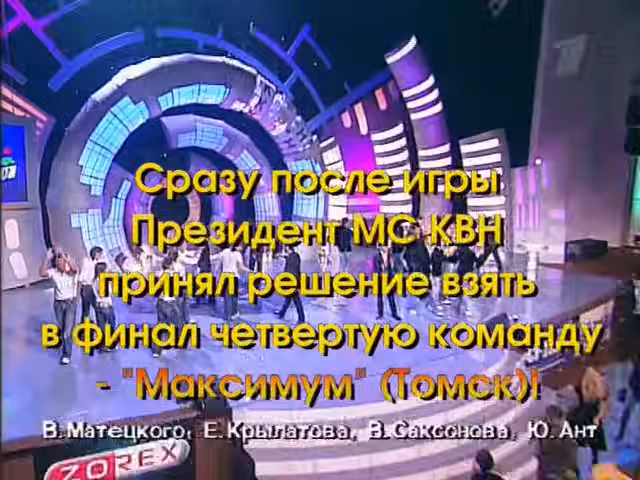 Сразу после игры
Президент МС КВН
принял решение взять
в финал четвертую команду
- "Максимум" (Томск)!
В. Матецкого, Е. Крылатова, В. Саксонова, Ю. Ант
ZOREX